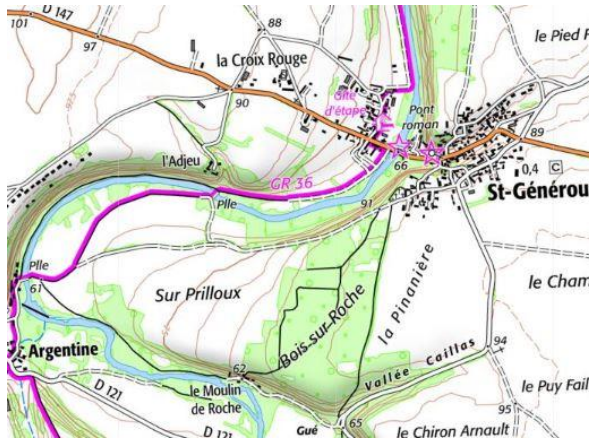 D 147
101
97
88
la Croix Rouge
90
Gîte
d'étape
Pont
roman
66
le Pied
89
0,4 C
St-Générou
l'Adjeu
GR 36
Plle
91
Plle
61
Sur Prilloux
Bois sur Roche
la Pinanière
le Cham
Argentine
D 121
62
le Moulin
de Roche
Vallée Caillas
94
le Puy Fail
95
D 121
Gué
65
le Chiron Arnault